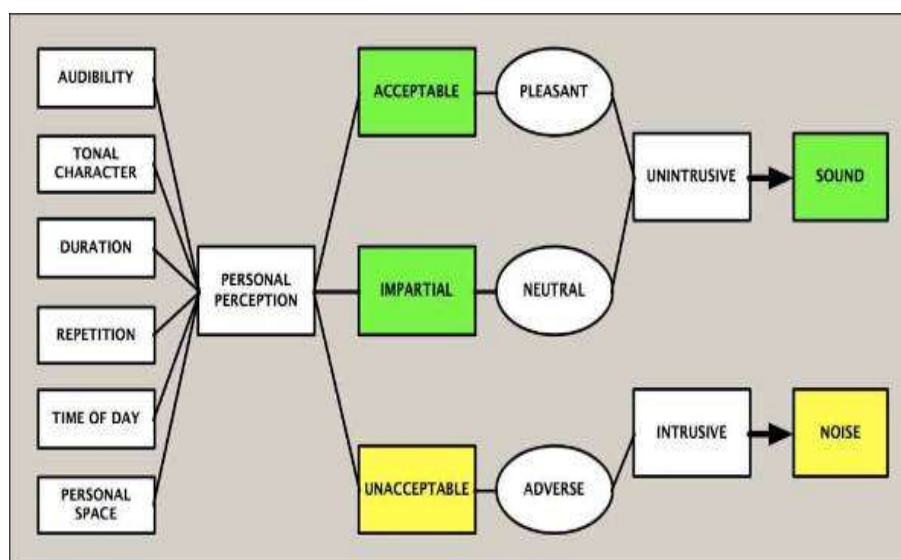 AUDIBILITY
TONAL
CHARACTER
DURATION
REPETITION
TIME OF DAY
PERSONAL
SPACE
PERSONAL
PERCEPTION
ACCEPTABLE
IMPARTIAL
UNACCEPTABLE
PLEASANT
NEUTRAL
ADVERSE
UNINTRUSIVE
INTRUSIVE
SOUND
NOISE